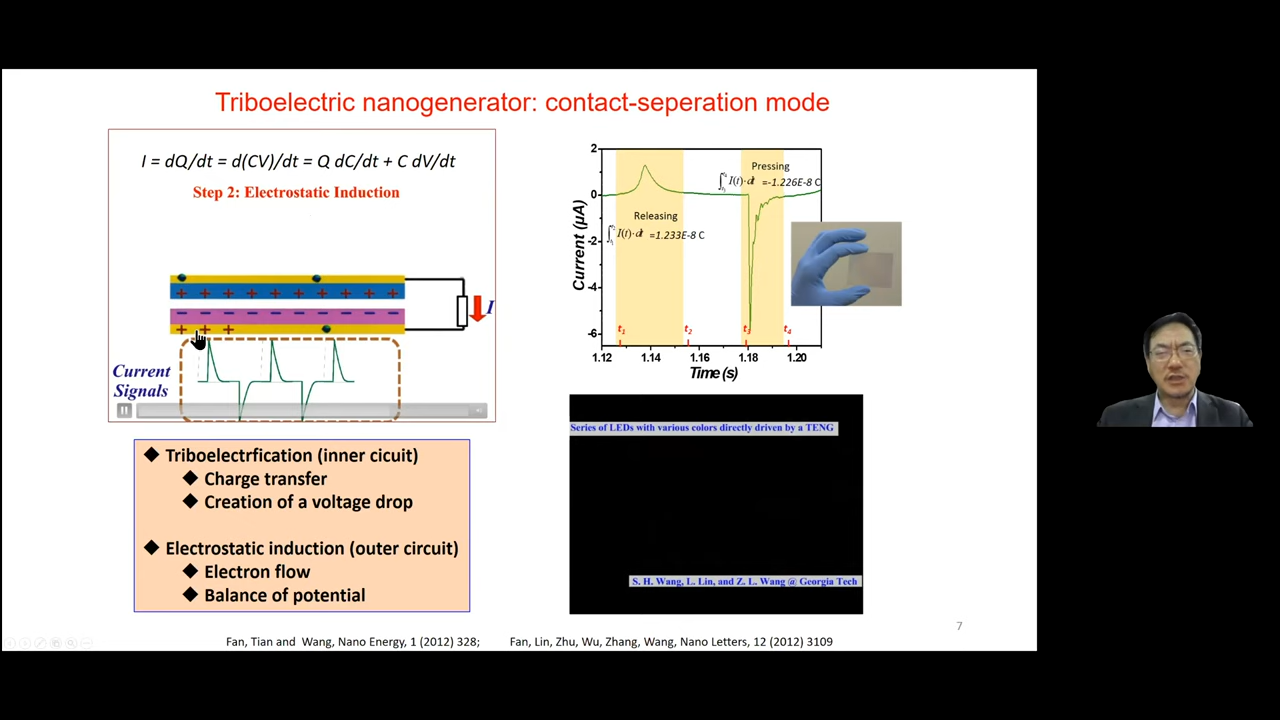 Triboelectric nanogenerator: contact-seperation mode
I = dQ/dt = d(CV)/dt = Q dC/dt + C dV/dt
Step 2: Electrostatic Induction
+ + + + + + + + + +
− − − − − − − − − −
+ + +
I
Current
Signals
Triboelectrfication (inner cicuit)
Charge transfer
Creation of a voltage drop
Electrostatic induction (outer circuit)
Electron flow
Balance of potential
Current (µA)
2
0
-2
-4
-6
Pressing
I(t)·dt =-1.226E-8 C
Releasing
I(t)·dt =1.233E-8 C
t1 t2 t3 t4
1.12 1.14 1.16 1.18 1.20
Time (s)
Series of LEDs with various colors directly driven by a TENG
S. H. Wang, L. Lin, and Z. L. Wang @ Georgia Tech
7
Fan, Tian and Wang, Nano Energy, 1 (2012) 328; Fan, Lin, Zhu, Wu, Zhang, Wang, Nano Letters, 12 (2012) 3109